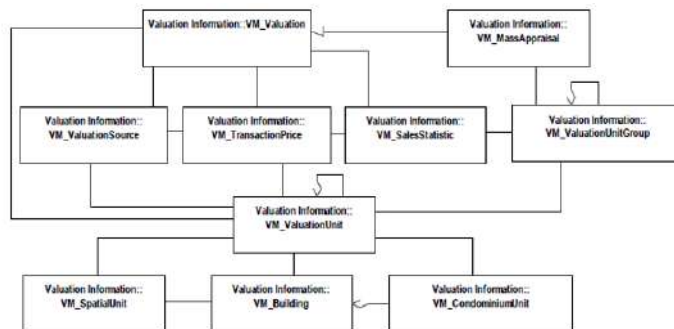 Valuation Information::VM_Valuation
Valuation Information::
VM_MassAppraisal
Valuation Information::
VM_ValuationSource
Valuation Information::
VM_TransactionPrice
Valuation Information::
VM_SalesStatistic
Valuation Information::
VM_ValuationUnitGroup
Valuation Information::
VM_ValuationUnit
Valuation Information::
VM_SpatialUnit
Valuation Information::
VM_Building
Valuation Information::
VM_CondominiumUnit